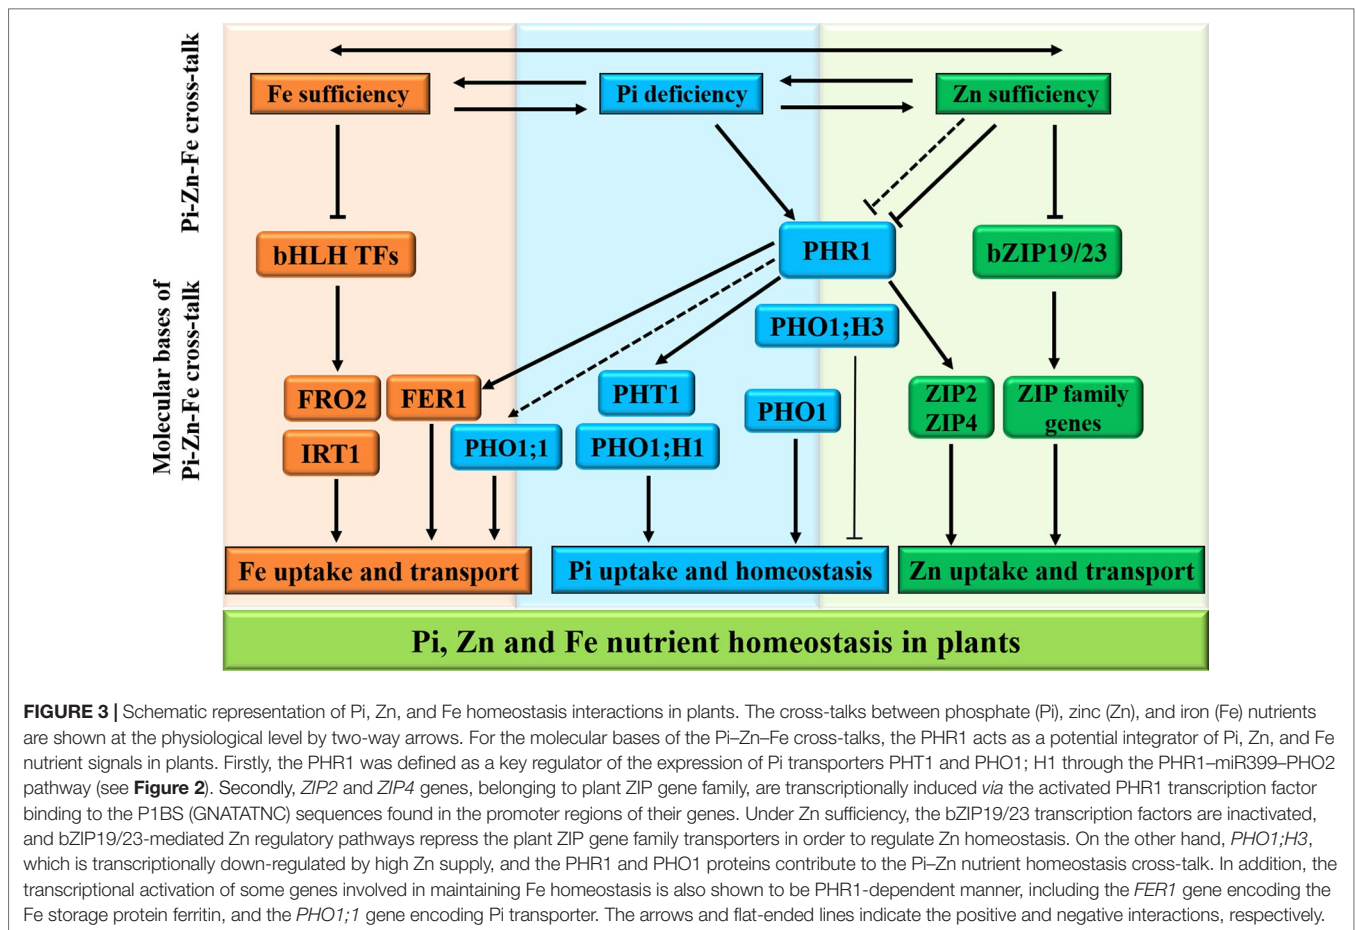 Pi-Zn-Fe cross-talk
Fe sufficiency
Pi deficiency
Zn sufficiency
Molecular bases of
Pi-Zn-Fe cross-talk
bHLH TFs
PHR1
bZIP19/23
PHO1;H3
FRO2
FER1
PHT1
PHO1
ZIP2
ZIP4
ZIP family
genes
IRT1
PHO1;1
PHO1;H1
Fe uptake and transport
Pi uptake and homeostasis
Zn uptake and transport
Pi, Zn and Fe nutrient homeostasis in plants
FIGURE 3 | Schematic representation of Pi, Zn, and Fe homeostasis interactions in plants. The cross-talks between phosphate (Pi), zinc (Zn), and iron (Fe) nutrients
are shown at the physiological level by two-way arrows. For the molecular bases of the Pi–Zn–Fe cross-talks, the PHR1 acts as a potential integrator of Pi, Zn, and Fe
nutrient signals in plants. Firstly, the PHR1 was defined as a key regulator of the expression of Pi transporters PHT1 and PHO1; H1 through the PHR1–miR399–PHO2
pathway (see Figure 2). Secondly, ZIP2 and ZIP4 genes, belonging to plant ZIP gene family, are transcriptionally induced via the activated PHR1 transcription factor
binding to the P1BS (GNATATNC) sequences found in the promoter regions of their genes. Under Zn sufficiency, the bZIP19/23 transcription factors are inactivated,
and bZIP19/23-mediated Zn regulatory pathways repress the plant ZIP gene family transporters in order to regulate Zn homeostasis. On the other hand, PHO1;H3,
which is transcriptionally down-regulated by high Zn supply, and the PHR1 and PHO1 proteins contribute to the Pi–Zn nutrient homeostasis cross-talk. In addition, the
transcriptional activation of some genes involved in maintaining Fe homeostasis is also shown to be PHR1-dependent manner, including the FER1 gene encoding the
Fe storage protein ferritin, and the PHO1;1 gene encoding Pi transporter. The arrows and flat-ended lines indicate the positive and negative interactions, respectively.